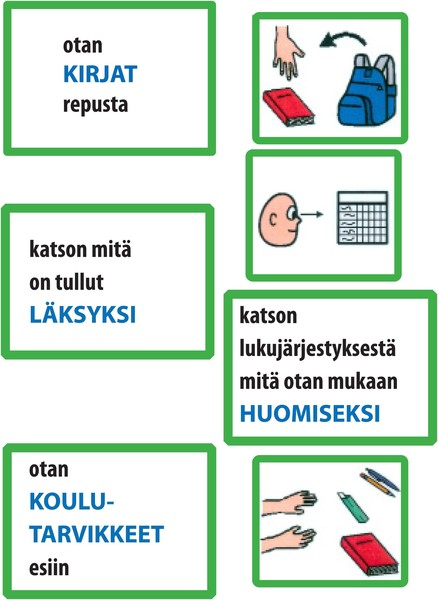 otan
KIRJAT
repusta
katson mitä
on tullut
LÄKSYKSI
katson
lukujärjestyksestä
mitä otan mukaan
HUOMISEKSI
otan
KOULU-
TARVIKKEET
esiin